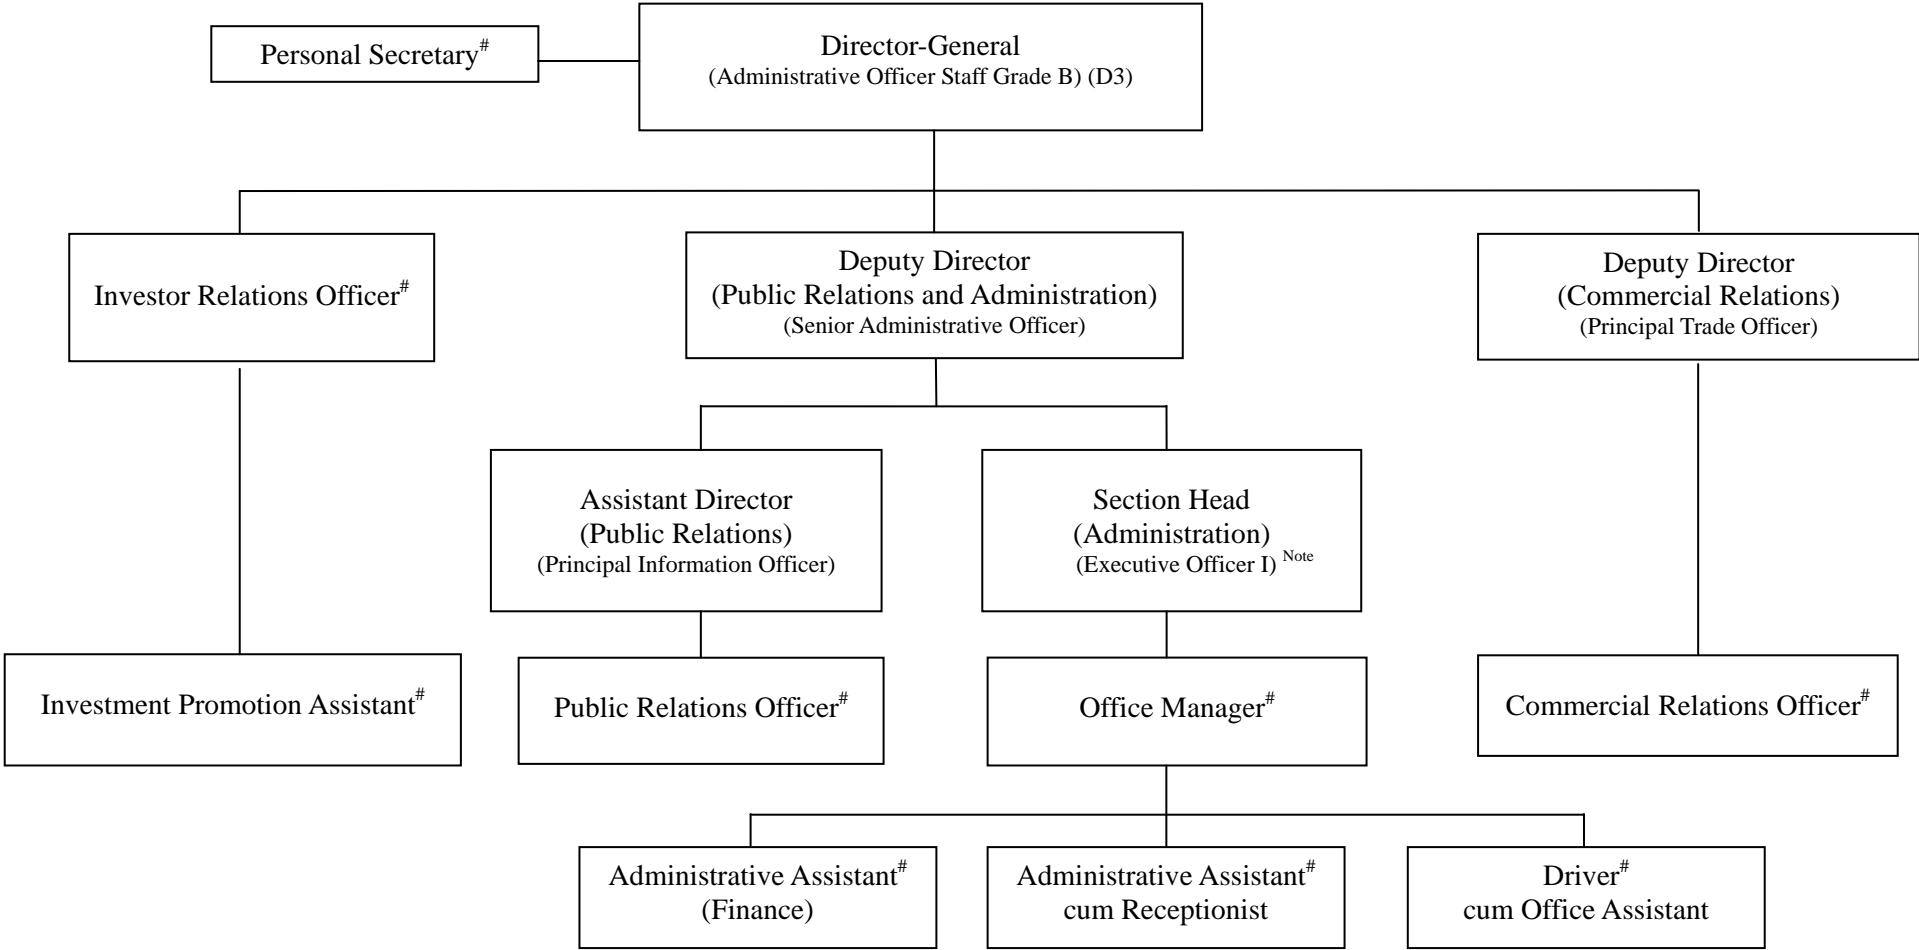 Personal Secretary#
Director-General
(Administrative Officer Staff Grade B) (D3)
Investor Relations Officer#
Deputy Director
(Public Relations and Administration)
(Senior Administrative Officer)
Deputy Director
(Commercial Relations)
(Principal Trade Officer)
Assistant Director
(Public Relations)
(Principal Information Officer)
Section Head
(Administration)
(Executive Officer I) Note
Investment Promotion Assistant#
Public Relations Officer#
Office Manager#
Commercial Relations Officer#
Administrative Assistant#
(Finance)
Administrative Assistant#
cum Receptionist
Driver#
cum Office Assistant